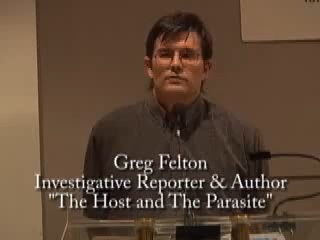 Greg Felton
Investigative Reporter & Author
"The Host and The Parasite"